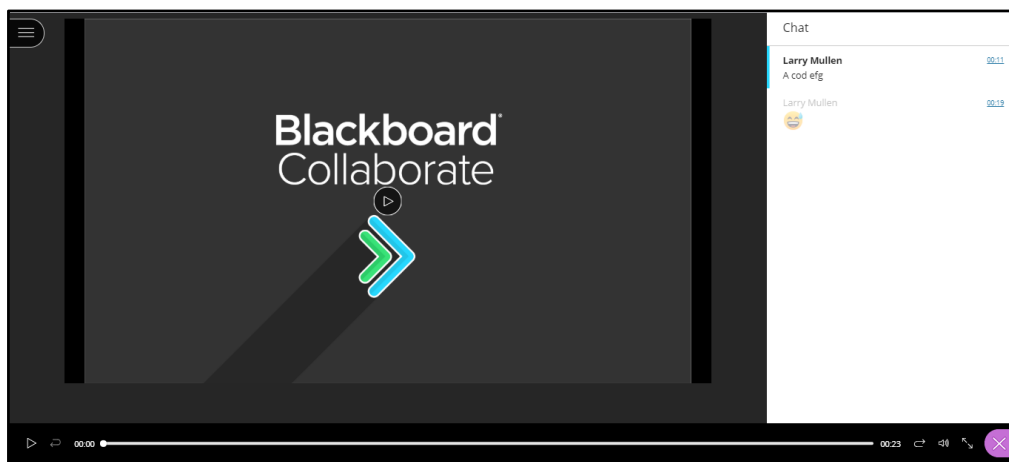 Chat
Larry Mullen 00:11
A cod efg
Larry Mullen 00:19
Blackboard
Collaborate
00:00 00:23